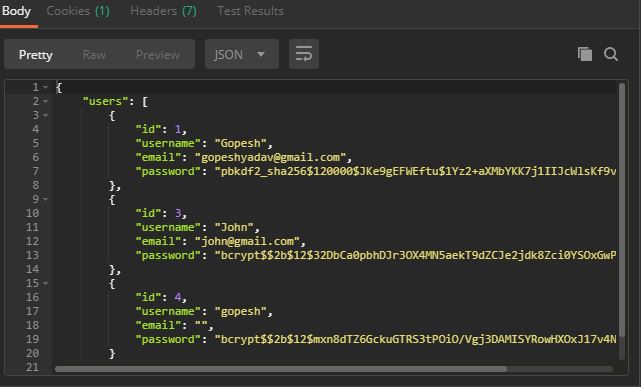 Body Cookies (1) Headers (7) Test Results
Pretty Raw Preview JSON
1 {
2 "users": [
3 {
4 "id": 1,
5 "username": "Gopesh",
6 "email": "gopeshyadav@gmail.com",
7 "password": "pbkdf2_sha256$120000$JKe9gEFWEftu$1Yz2+aXMbYKK7j1IIJcWlsKf9v
8 },
9 {
10 "id": 3,
11 "username": "John",
12 "email": "john@gmail.com",
13 "password": "bcrypt$$2b$12$32DbCa0pbhDJr3OX4MN5aekT9dZCJe2jdk8Zci0YSOxGwP
14 },
15 {
16 "id": 4,
17 "username": "gopesh",
18 "email": "",
19 "password": "bcrypt$$2b$12$mxn8dTZ6GckuGTRS3tPOiO/Vgj3DAMISYRowHXOxJ17v4N
20 }
21